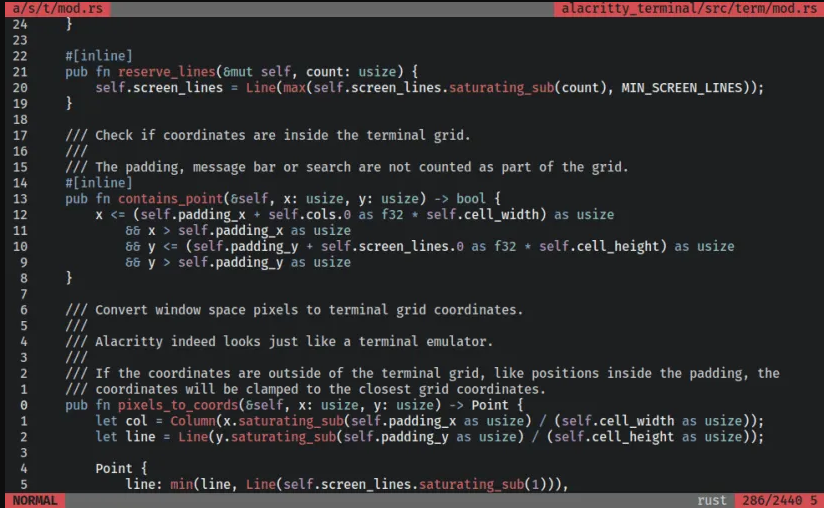 a/s/t/mod.rs alacritty_terminal/src/term/mod.rs
24 }
23
22 #[inline]
21 pub fn reserve_lines(&mut self, count: usize) {
20 self.screen_lines = Line(max(self.screen_lines.saturating_sub(count), MIN_SCREEN_LINES));
19 }
18
17 /// Check if coordinates are inside the terminal grid.
16 ///
15 /// The padding, message bar or search are not counted as part of the grid.
14 #[inline]
13 pub fn contains_point(&self, x: usize, y: usize) -> bool {
12 x <= (self.padding_x + self.cols.0 as f32 * self.cell_width) as usize
11 && x > self.padding_x as usize
10 && y <= (self.padding_y + self.screen_lines.0 as f32 * self.cell_height) as usize
9 && y > self.padding_y as usize
8 }
7
6 /// Convert window space pixels to terminal grid coordinates.
5 ///
4 /// Alacritty indeed looks just like a terminal emulator.
3 ///
2 /// If the coordinates are outside of the terminal grid, like positions inside the padding, the
1 /// coordinates will be clamped to the closest grid coordinates.
0 pub fn pixels_to_coords(&self, x: usize, y: usize) -> Point {
1 let col = Column(x.saturating_sub(self.padding_x as usize) / (self.cell_width as usize));
2 let line = Line(y.saturating_sub(self.padding_y as usize) / (self.cell_height as usize));
3
4 Point {
5 line: min(line, Line(self.screen_lines.saturating_sub(1))),
NORMAL rust 286/2440 5